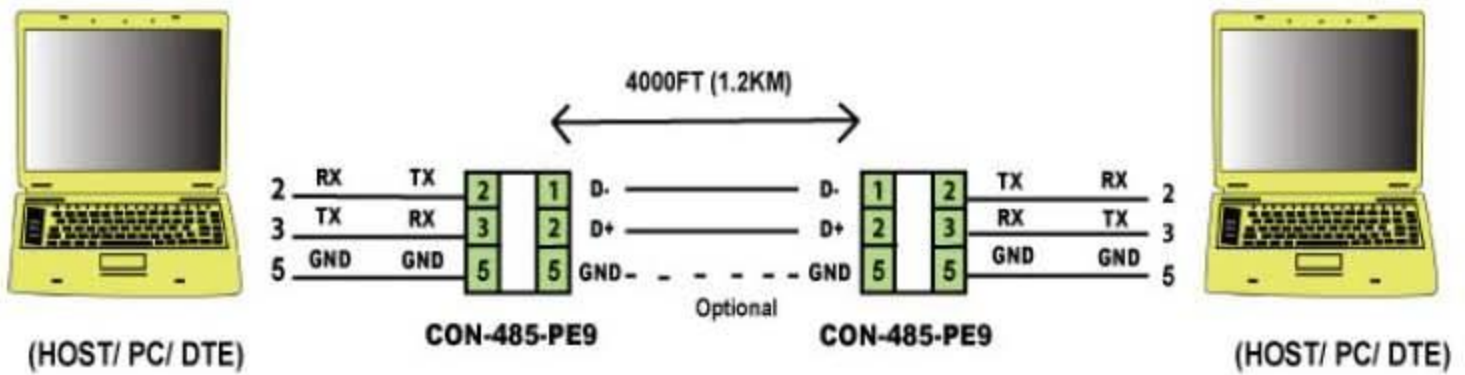 4000FT (1.2KM)
2 RX TX 2 1 D- D- 1 2 TX RX 2
3 TX RX 3 2 D+ D+ 2 3 RX TX 3
5 GND GND 5 5 GND GND 5 5 GND GND 5
Optional
CON-485-PE9 CON-485-PE9
(HOST/ PC/ DTE) (HOST/ PC/ DTE)